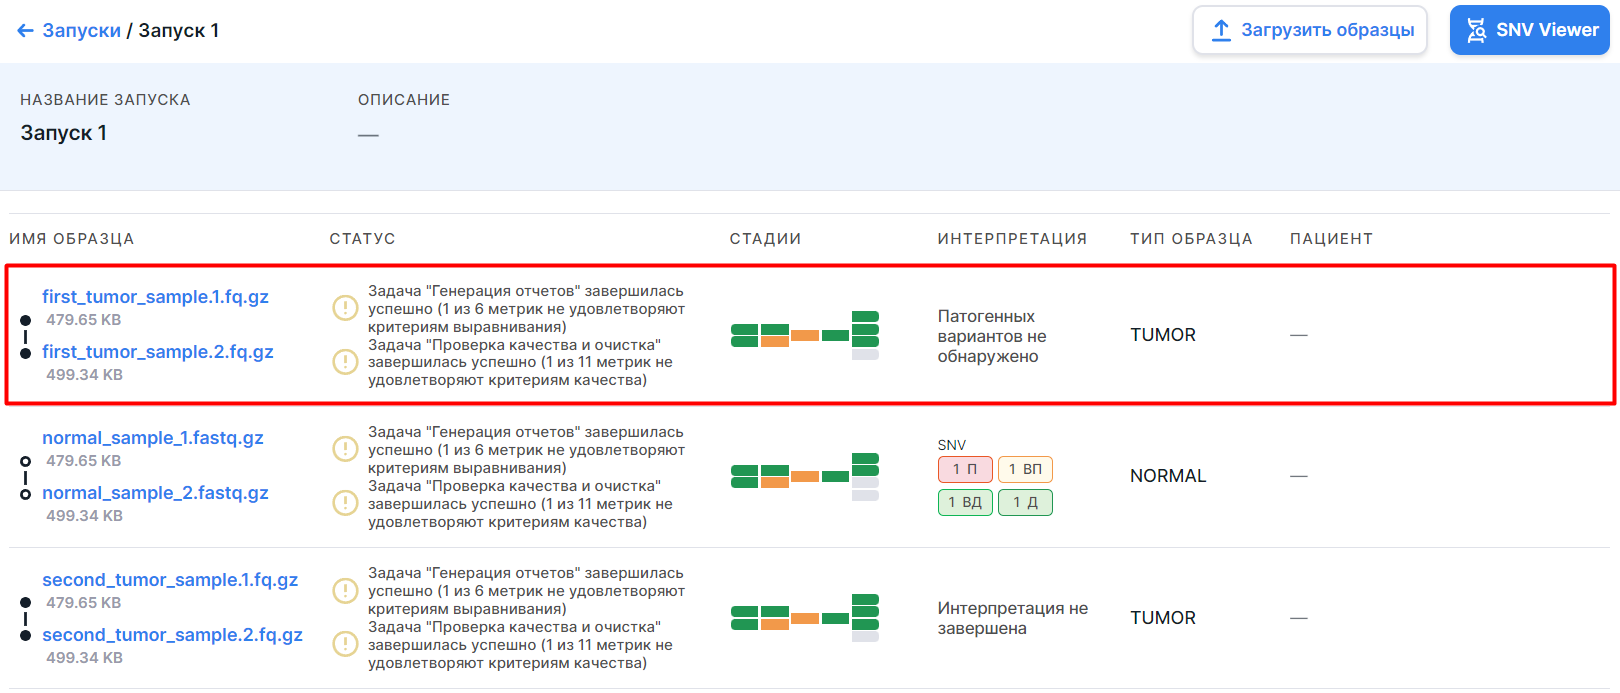 ← Запуски / Запуск 1
Загрузить образцы
SNV Viewer
НАЗВАНИЕ ЗАПУСКА
ОПИСАНИЕ
Запуск 1
—
ИМЯ ОБРАЗЦА
СТАТУС
СТАДИИ
ИНТЕРПРЕТАЦИЯ
ТИП ОБРАЗЦА
ПАЦИЕНТ
first_tumor_sample.1.fq.gz
479.65 KB
first_tumor_sample.2.fq.gz
499.34 KB
Задача "Генерация отчетов" завершилась
успешно (1 из 6 метрик не удовлетворяют
критериям выравнивания)
Задача "Проверка качества и очистка"
завершилась успешно (1 из 11 метрик не
удовлетворяют критериям качества)
Патогенных
вариантов не
обнаружено
TUMOR
—
normal_sample_1.fastq.gz
479.65 KB
normal_sample_2.fastq.gz
499.34 KB
Задача "Генерация отчетов" завершилась
успешно (1 из 6 метрик не удовлетворяют
критериям выравнивания)
Задача "Проверка качества и очистка"
завершилась успешно (1 из 11 метрик не
удовлетворяют критериям качества)
SNV
1 П
1 ВП
1 ВД
1 Д
NORMAL
—
second_tumor_sample.1.fq.gz
479.65 KB
second_tumor_sample.2.fq.gz
499.34 KB
Задача "Генерация отчетов" завершилась
успешно (1 из 6 метрик не удовлетворяют
критериям выравнивания)
Задача "Проверка качества и очистка"
завершилась успешно (1 из 11 метрик не
удовлетворяют критериям качества)
Интерпретация не
завершена
TUMOR
—